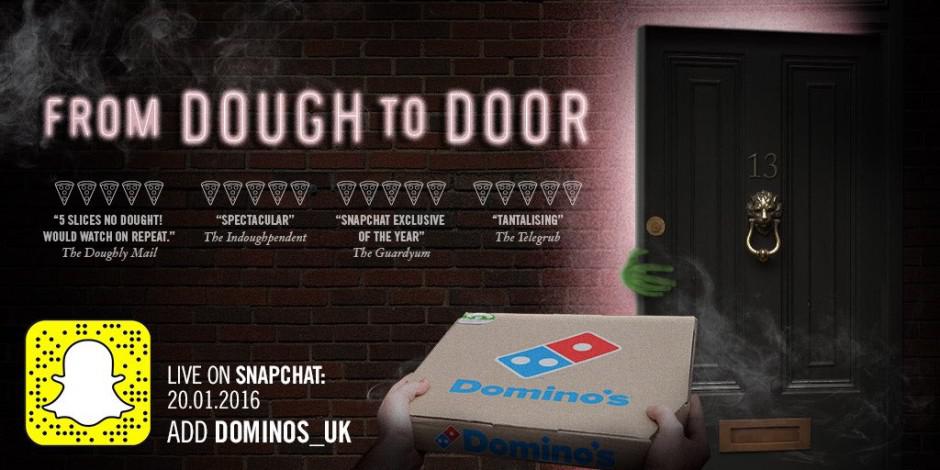 FROM DOUGH TO DOOR
"5 SLICES NO DOUGHT!
WOULD WATCH ON REPEAT."
The Doughly Mail
"SPECTACULAR"
The Indoughpendent
"SNAPCHAT EXCLUSIVE
OF THE YEAR"
The Guardyum
"TANTALISING"
The Telegrub
13
LIVE ON SNAPCHAT:
20.01.2016
ADD DOMINOS_UK
Domino's
Domino's